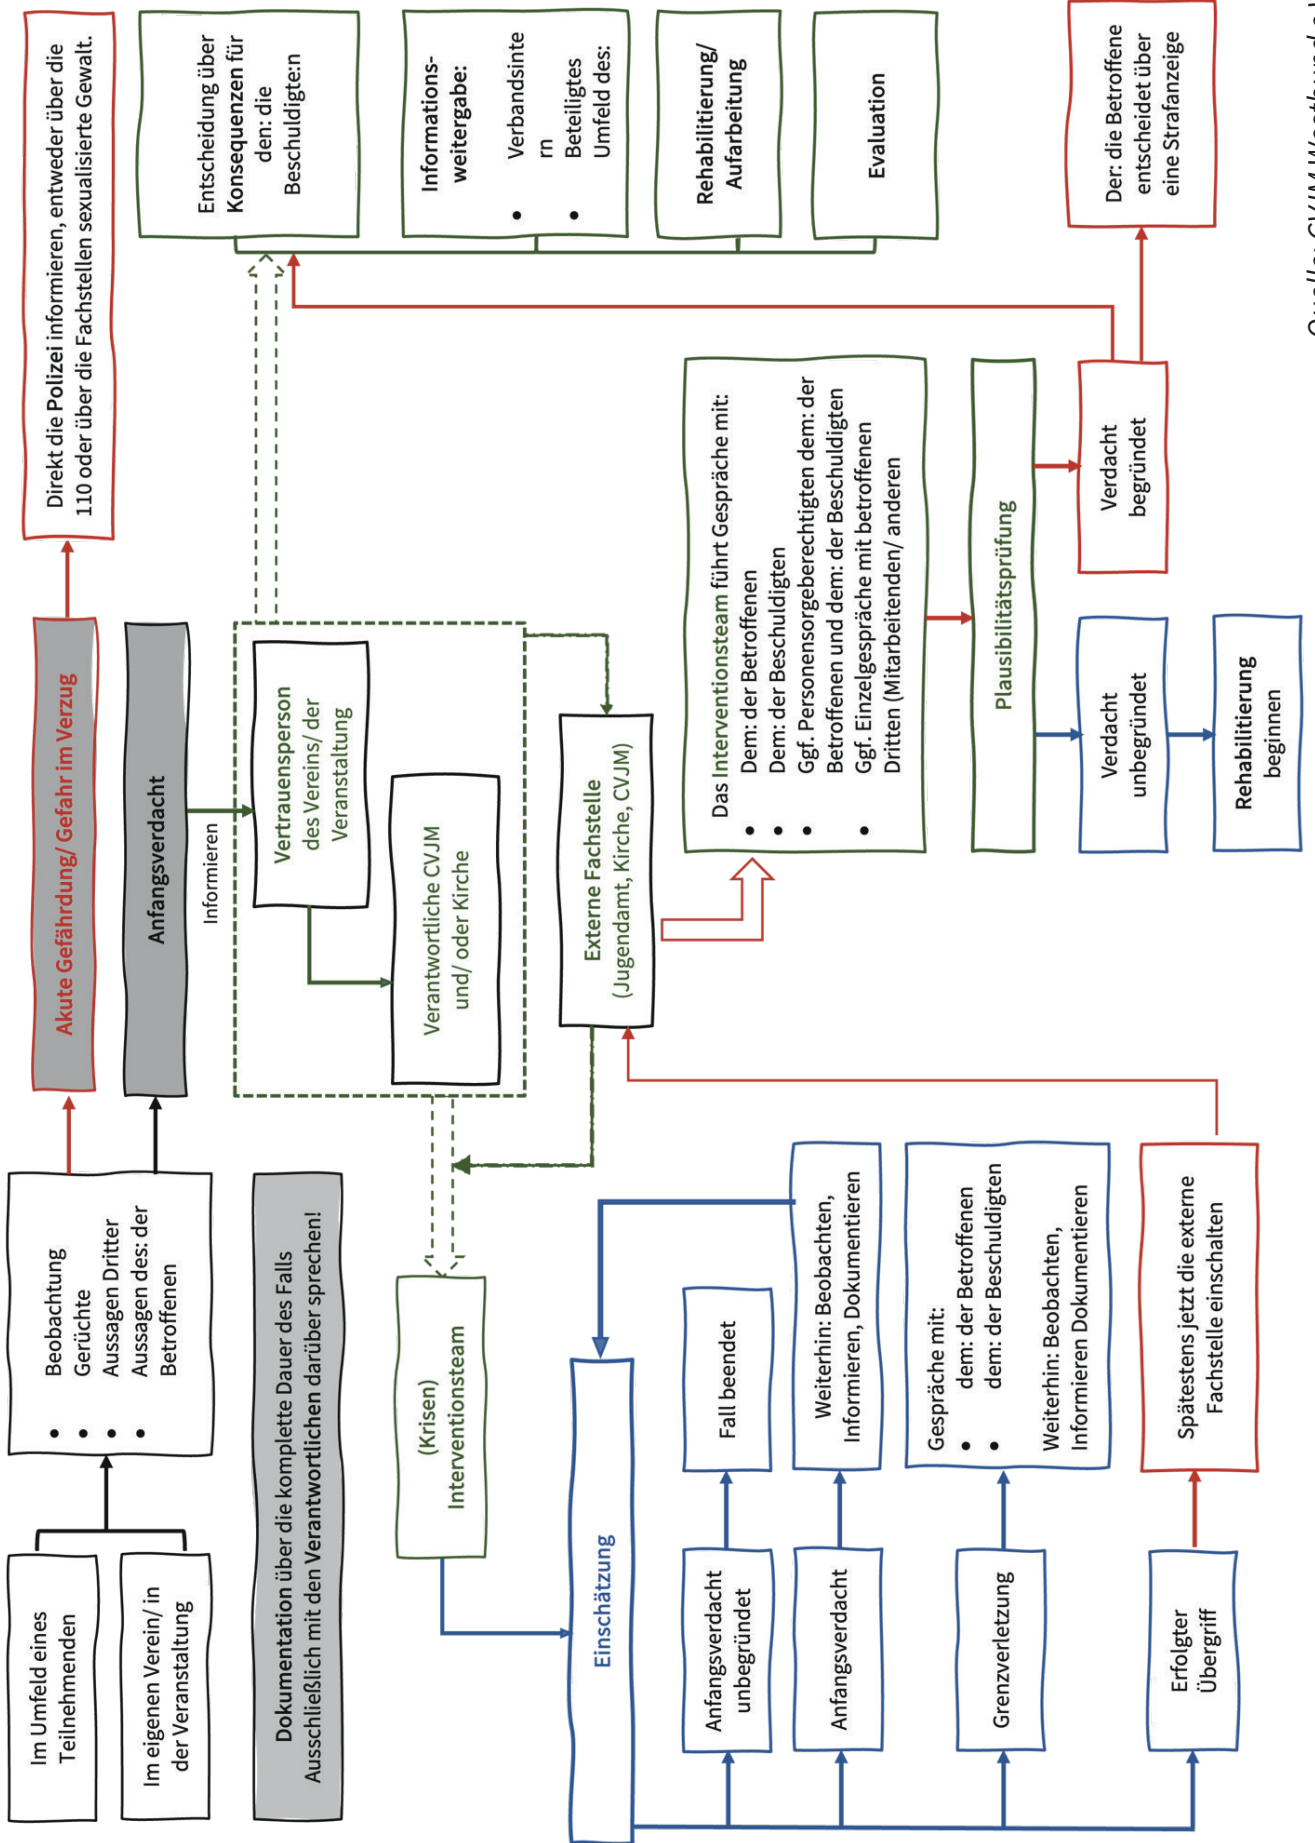 Im Umfeld eines
Teilnehmenden
Im eigenen Verein/ in
der Veranstaltung
• Beobachtung
• Gerüchte
• Aussagen Dritter
• Aussagen des: der
Betroffenen
Akute Gefährdung/ Gefahr im Verzug
Direkt die Polizei informieren, entweder über die
110 oder über die Fachstellen sexualisierte Gewalt.
Anfangsverdacht
Informieren
Dokumentation über die komplette Dauer des Falls
Ausschließlich mit den Verantwortlichen darüber sprechen!
Vertrauensperson
des Vereins/ der
Veranstaltung
Verantwortliche CVJM
und/ oder Kirche
Entscheidung über
Konsequenzen für
den: die
Beschuldigte:n
Informations-
weitergabe:
• Verbandsinte
rn
• Beteiligtes
Umfeld des:
Rehabilitierung/
Aufarbeitung
Evaluation
(Krisen)
Interventionsteam
Externe Fachstelle
(Jugendamt, Kirche, CVJM)
Einschätzung
Anfangsverdacht
unbegründet
Fall beendet
Anfangsverdacht
Weiterhin: Beobachten,
Informieren, Dokumentieren
Grenzverletzung
Gespräche mit:
• dem: der Betroffenen
• dem: der Beschuldigten
Weiterhin: Beobachten,
Informieren Dokumentieren
Erfolgter
Übergriff
Spätestens jetzt die externe
Fachstelle einschalten
Das Interventionsteam führt Gespräche mit:
• Dem: der Betroffenen
• Dem: der Beschuldigten
• Ggf. Personensorgeberechtigten dem: der
Betroffenen und dem: der Beschuldigten
• Ggf. Einzelgespräche mit betroffenen
Dritten (Mitarbeitenden/ anderen
Plausibilitätsprüfung
Verdacht
unbegründet
Verdacht
begründet
Rehabilitierung
beginnen
Der: die Betroffene
entscheidet über
eine Strafanzeige